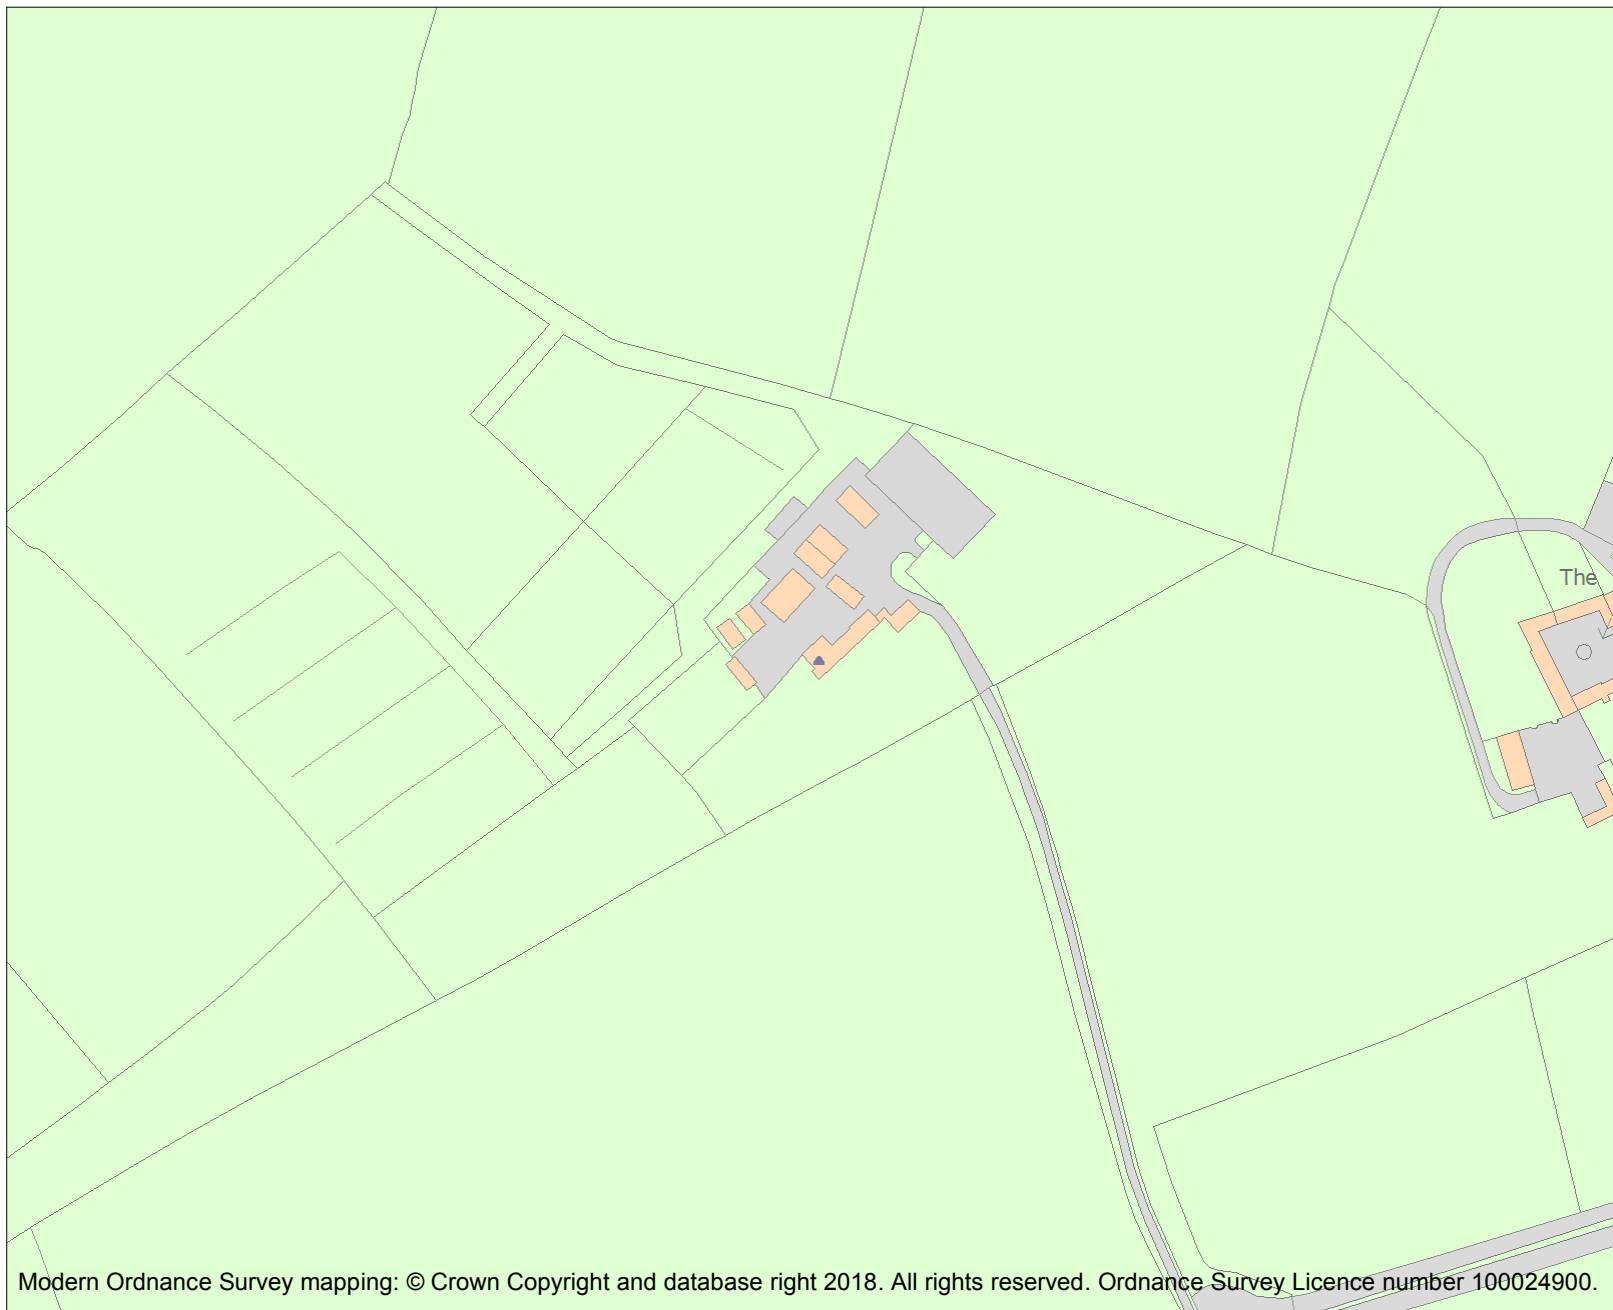 The
Modern Ordnance Survey mapping: © Crown Copyright and database right 2018. All rights reserved. Ordnance Survey Licence number 100024900.